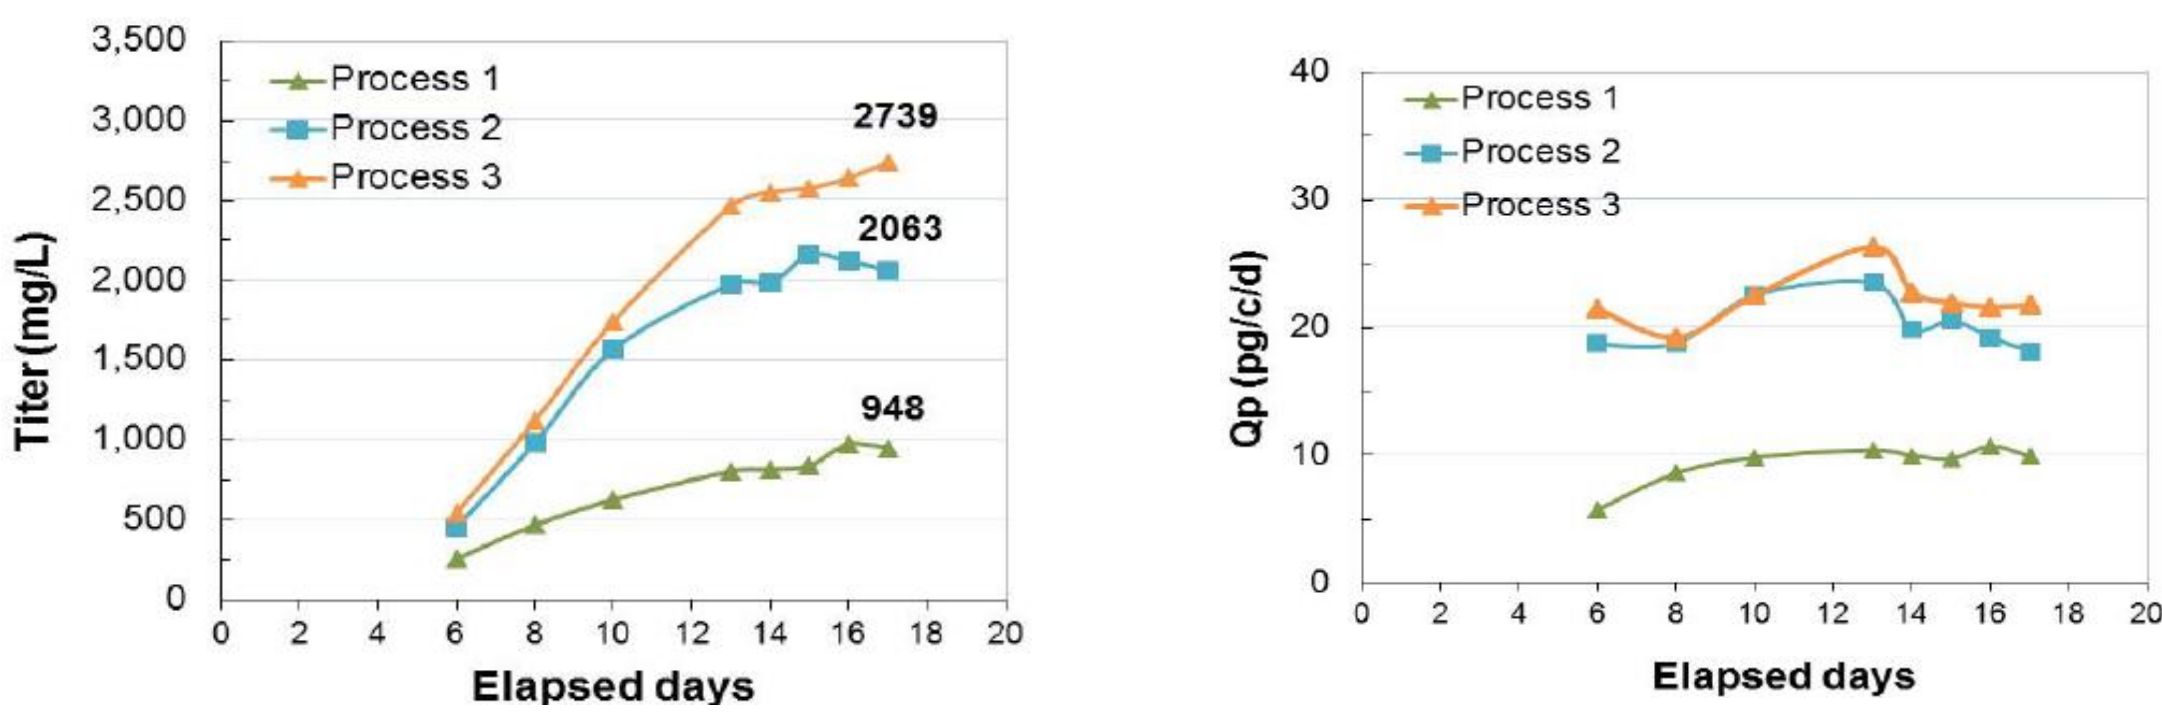 3,500
3,000
2,500
2,000
1,500
1,000
500
0
Titer (mg/L)
Process 1
Process 2
Process 3
2739
2063
948
0 2 4 6 8 10 12 14 16 18 20
Elapsed days
40
30
20
10
0
Qp (pg/c/d)
Process 1
Process 2
Process 3
0 2 4 6 8 10 12 14 16 18 20
Elapsed days